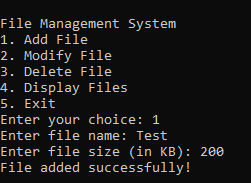 File Management System
1. Add File
2. Modify File
3. Delete File
4. Display Files
5. Exit
Enter your choice: 1
Enter file name: Test
Enter file size (in KB): 200
File added successfully!